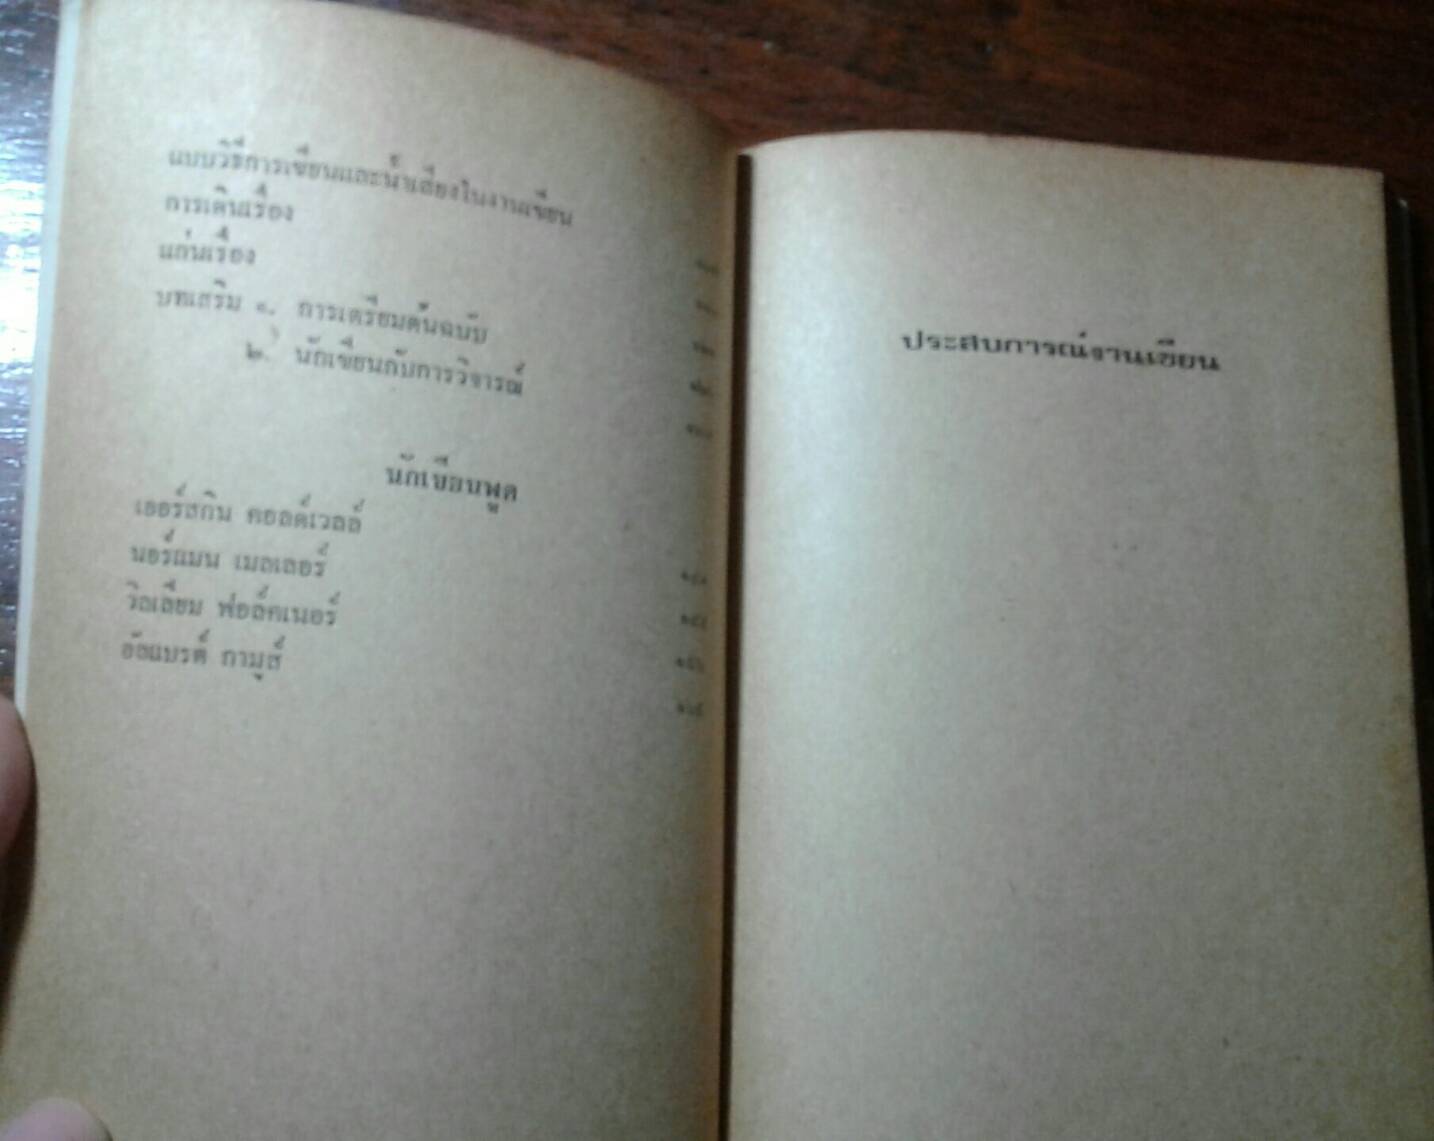 แบบวิธีการเขียนและน้ำเสียงในงานเขียน
การเดินเรื่อง
แก่นเรื่อง
บทเสริม ๑. การเตรียมต้นฉบับ
๒. นักเขียนกับการวิจารณ์
นักเขียนพูด
เออร์สกิน คอลด์เวลล์
นอร์แมน เมลเลอร์
วิลเลียม ฟอล์คเนอร์
อัลแบรต์ กามูส์
ประสบการณ์งานเขียน